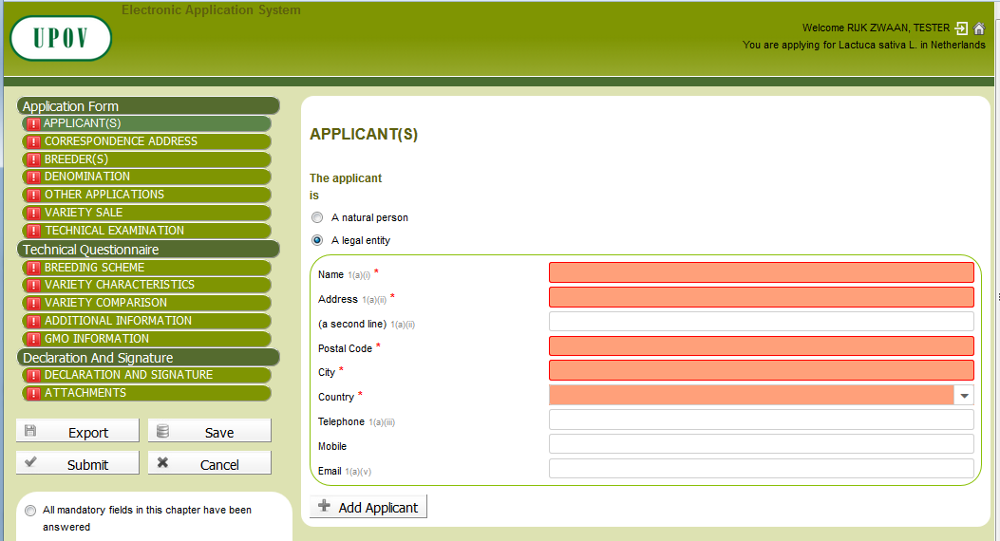 Electronic Application System
UPOV
Welcome RIJK ZWAAN, TESTER
You are applying for Lactuca sativa L. in Netherlands
Application Form
! APPLICANT(S)
! CORRESPONDENCE ADDRESS
! BREEDER(S)
! DENOMINATION
! OTHER APPLICATIONS
! VARIETY SALE
! TECHNICAL EXAMINATION
Technical Questionnaire
! BREEDING SCHEME
! VARIETY CHARACTERISTICS
! VARIETY COMPARISON
! ADDITIONAL INFORMATION
! GMO INFORMATION
Declaration And Signature
! DECLARATION AND SIGNATURE
! ATTACHMENTS
Export
Save
Submit
Cancel
All mandatory fields in this chapter have been
answered
APPLICANT(S)
The applicant
is
A natural person
A legal entity
Name 1(a)(i) *
Address 1(a)(ii) *
(a second line) 1(a)(ii)
Postal Code *
City *
Country *
Telephone 1(a)(iii)
Mobile
Email 1(a)(v)
Add Applicant